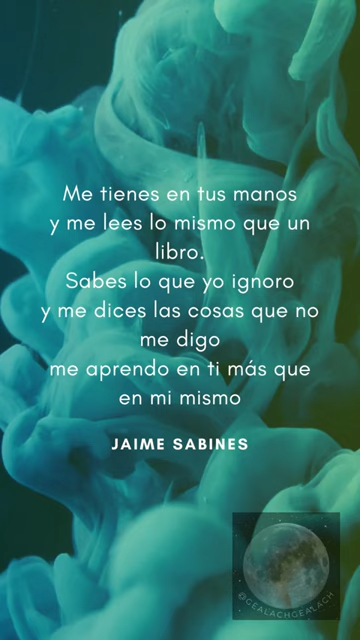 Me tienes en tus manos
y me lees lo mismo que un
libro.
Sabes lo que yo ignoro
y me dices las cosas que no
me digo
me aprendo en ti más que
en mi mismo
JAIME SABINES
@GEALACHGEALACH